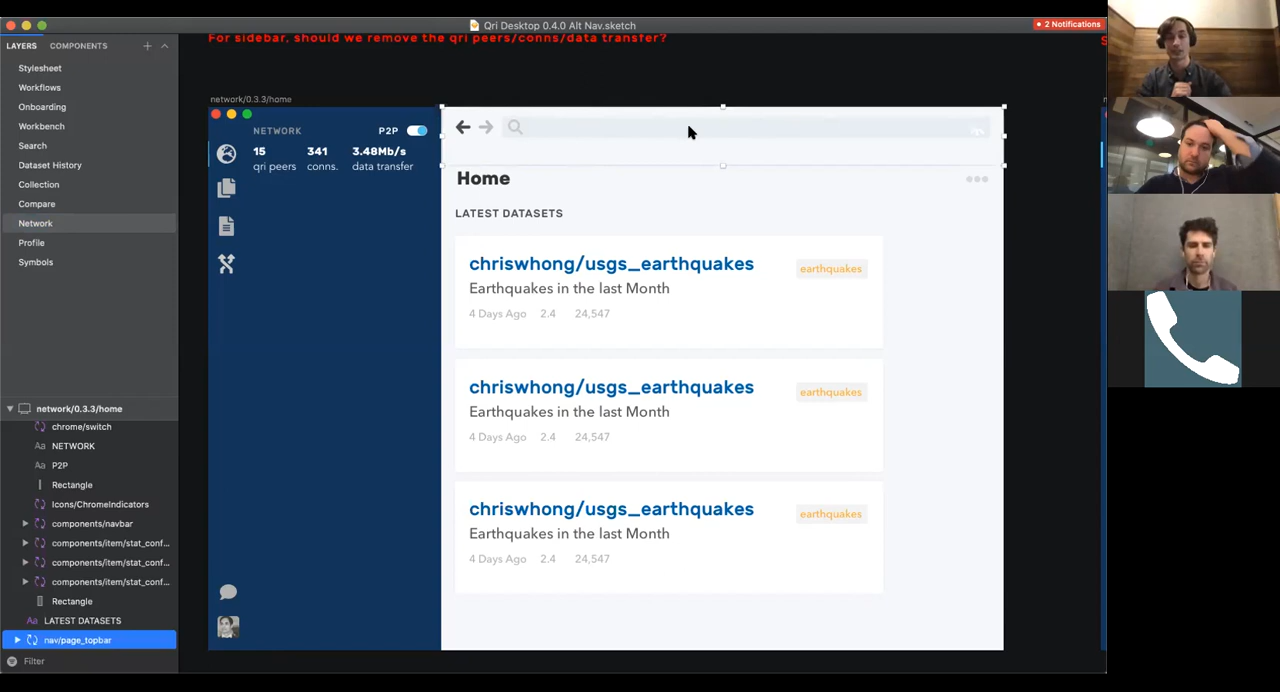 Qri Desktop 0.4.0 Alt Nav.sketch
2 Notifications
LAYERS COMPONENTS
Stylesheet
Workflows
Onboarding
Workbench
Search
Dataset History
Collection
Compare
Network
Profile
Symbols
network/0.3.3/home
chrome/switch
Aa NETWORK
Aa P2P
Rectangle
Icons/ChromeIndicators
components/navbar
components/item/stat_conf...
components/item/stat_conf...
components/item/stat_conf...
Rectangle
Aa LATEST DATASETS
nav/page_topbar
Filter
For sidebar, should we remove the qri peers/conns/data transfer?
network/0.3.3/home
NETWORK P2P
15 341 3.48Mb/s
qri peers conns. data transfer
Home
LATEST DATASETS
chriswhong/usgs_earthquakes earthquakes
Earthquakes in the last Month
4 Days Ago 2.4 24,547
chriswhong/usgs_earthquakes earthquakes
Earthquakes in the last Month
4 Days Ago 2.4 24,547
chriswhong/usgs_earthquakes earthquakes
Earthquakes in the last Month
4 Days Ago 2.4 24,547